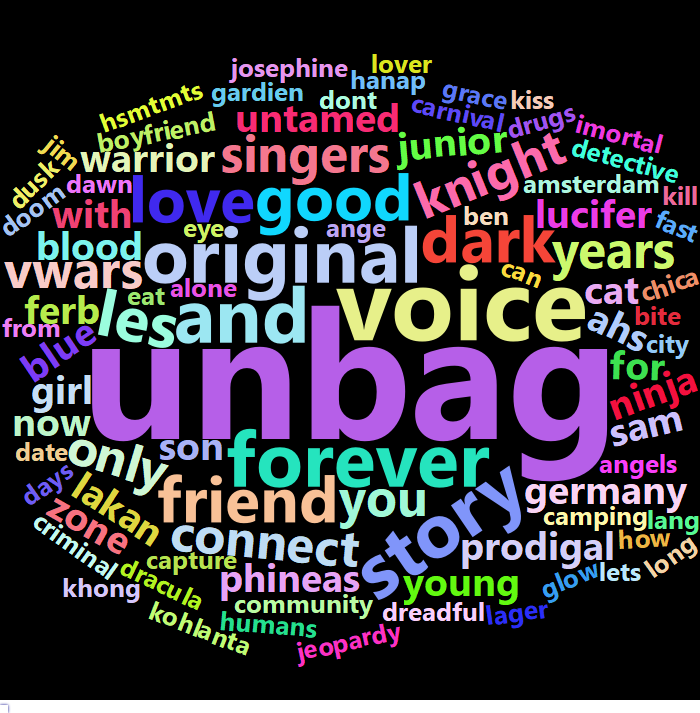 lover
josephine
hanap
gardien
dont
grace
kiss
hsmtmts
carnival
drugs
untamed
boyfriend
junior
imortal
jim
warrior
singers
knight
detective
dusk
dawn
love
good
amsterdam
kill
doom
with
eye
ange
ben
lucifer
fast
blood
original
dark
years
vwars
can
chica
eat
alone
voice
cat
ferb
les
and
ahs
bite
from
city
blue
unbag
for
girl
ninja
now
sam
date
only
son
forever
angels
days
lakan
friend
you
story
germany
zone
camping
lang
criminal
connect
prodigal
how
long
capture
khong
dracula
phineas
young
glow
lets
community
kohlanta
humans
dreadful
lager
jeopardy